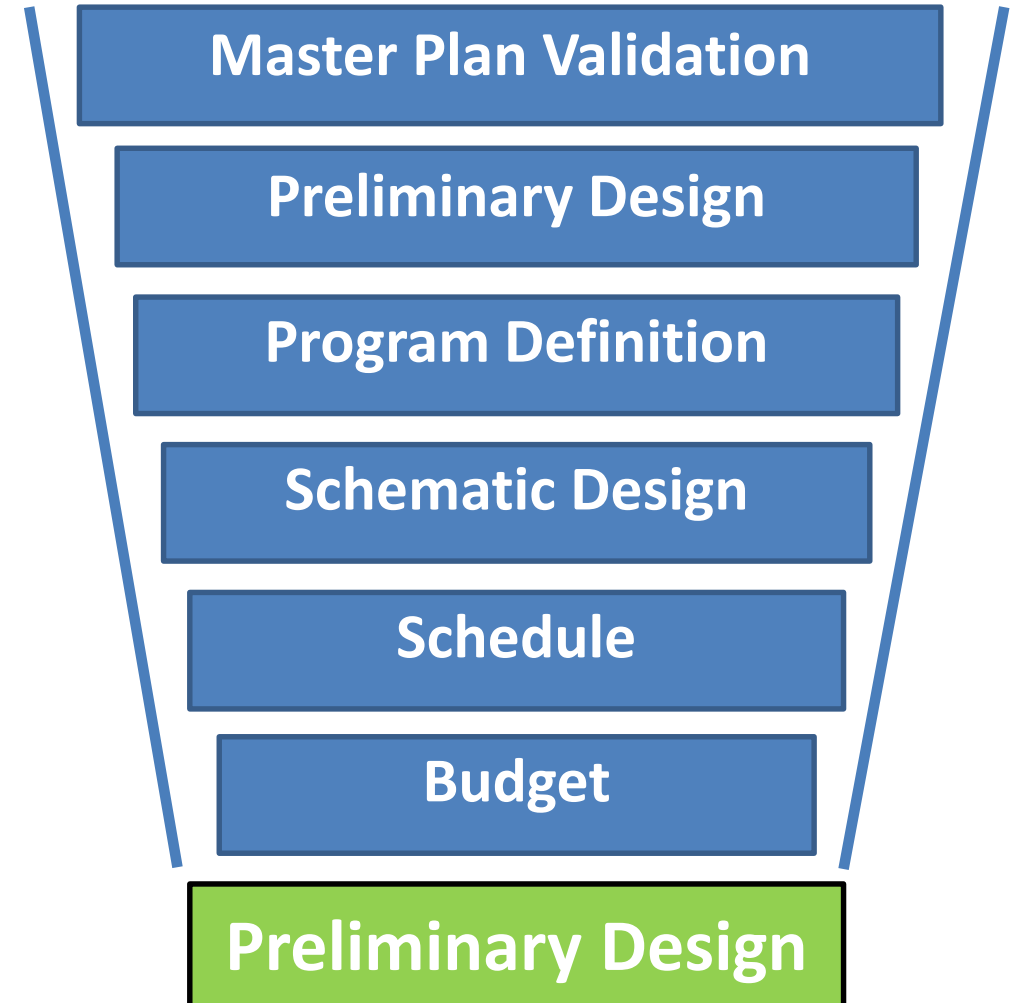 Master Plan Validation
Preliminary Design
Program Definition
Schematic Design
Schedule
Budget
Preliminary Design